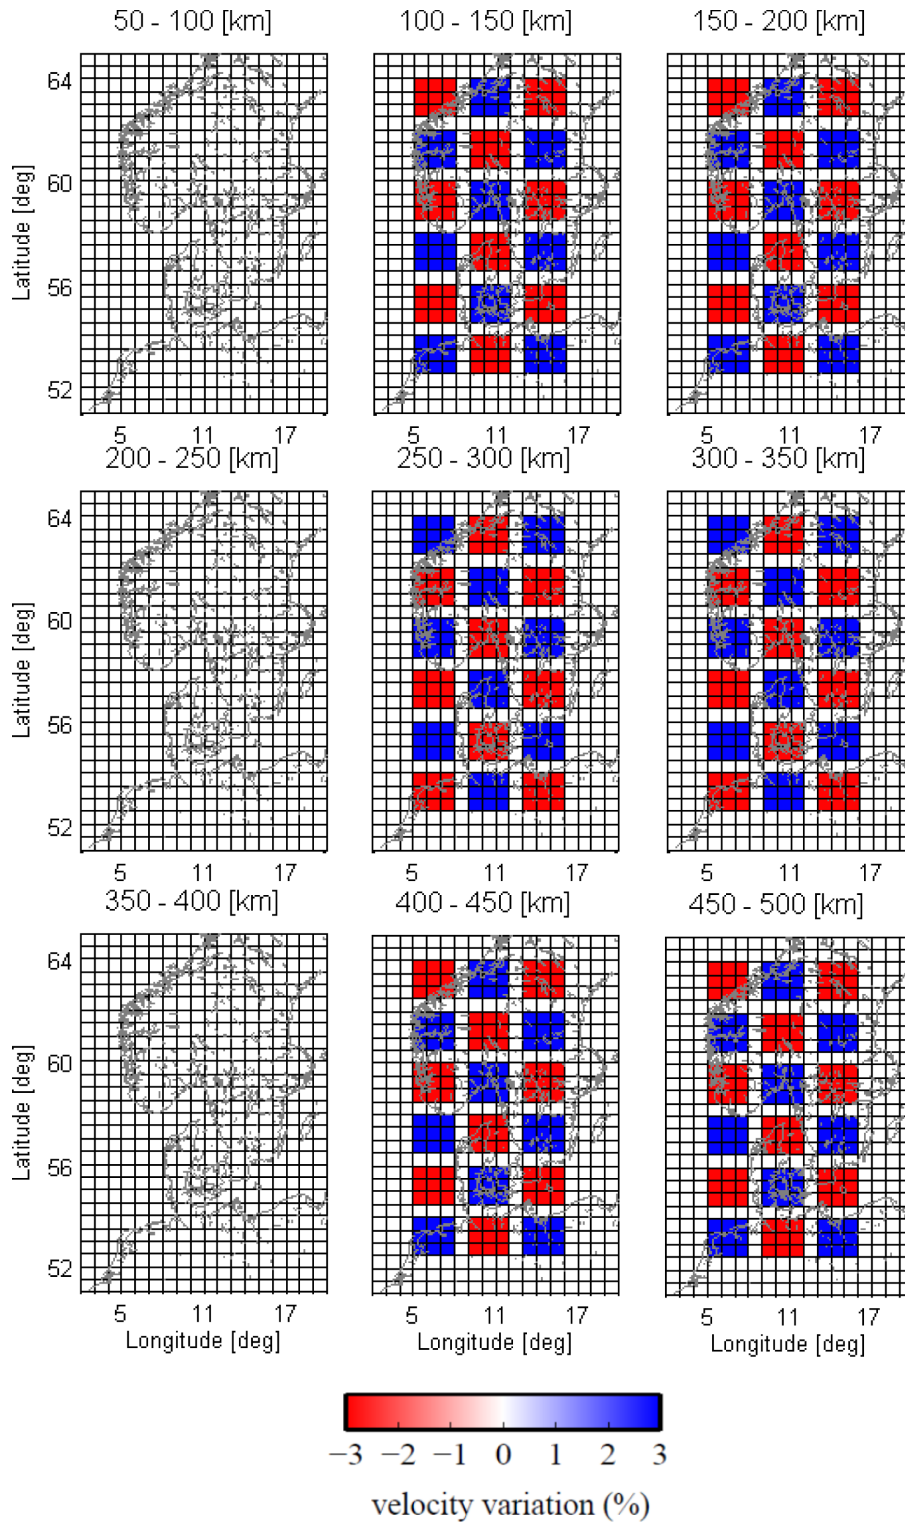 50 - 100 [km] 100 - 150 [km] 150 - 200 [km]
64
60
56
52
Latitude [deg]
5 11 17 5 11 17 5 11 17
200 - 250 [km] 250 - 300 [km] 300 - 350 [km]
64
60
56
52
Latitude [deg]
5 11 17 5 11 17 5 11 17
350 - 400 [km] 400 - 450 [km] 450 - 500 [km]
64
60
56
52
Latitude [deg]
5 11 17 5 11 17 5 11 17
Longitude [deg] Longitude [deg] Longitude [deg]
−3 −2 −1 0 1 2 3
velocity variation (%)